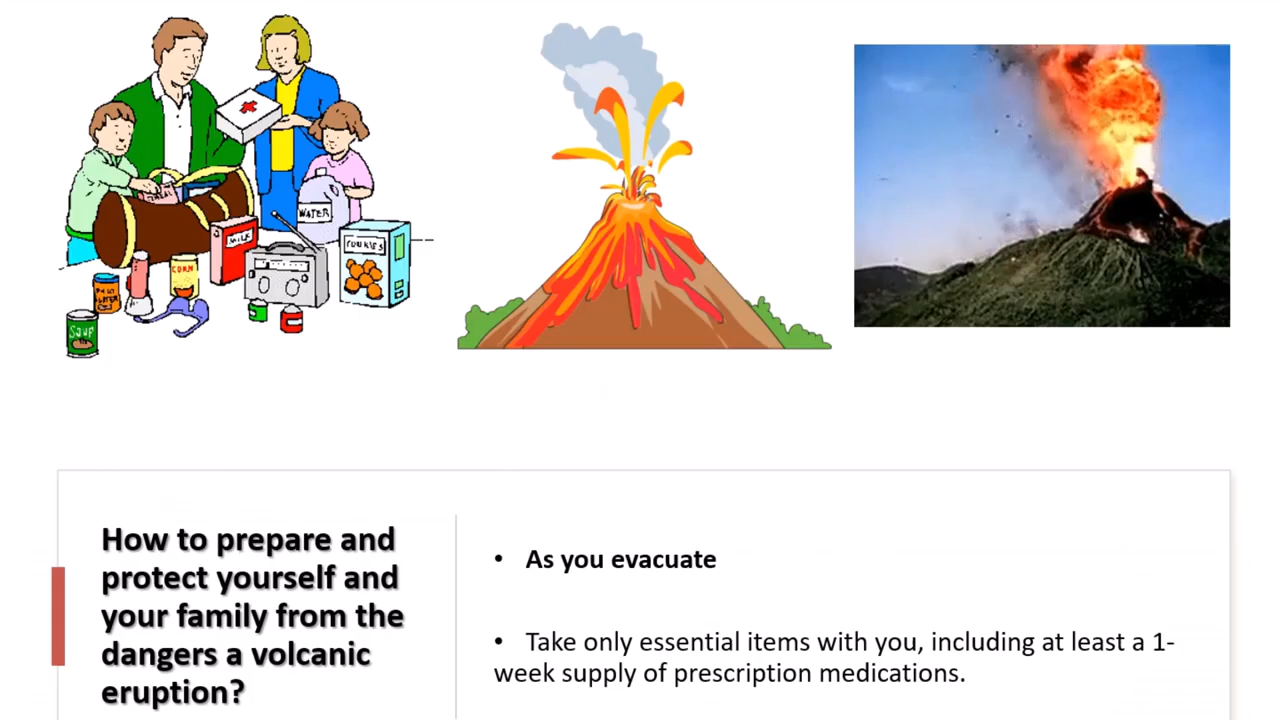 WATER
MILK
COOKIES
CORN
SOUP
How to prepare and
protect yourself and
your family from the
dangers a volcanic
eruption?
• As you evacuate
• Take only essential items with you, including at least a 1-
week supply of prescription medications.